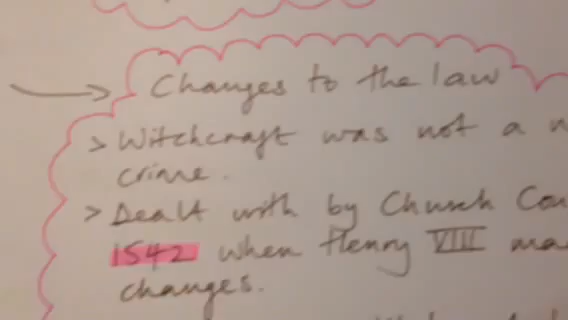 Changes to the law
> Witchcraft was not a
crime.
> Dealt with by Church
1542 when Henry VIII
changes.